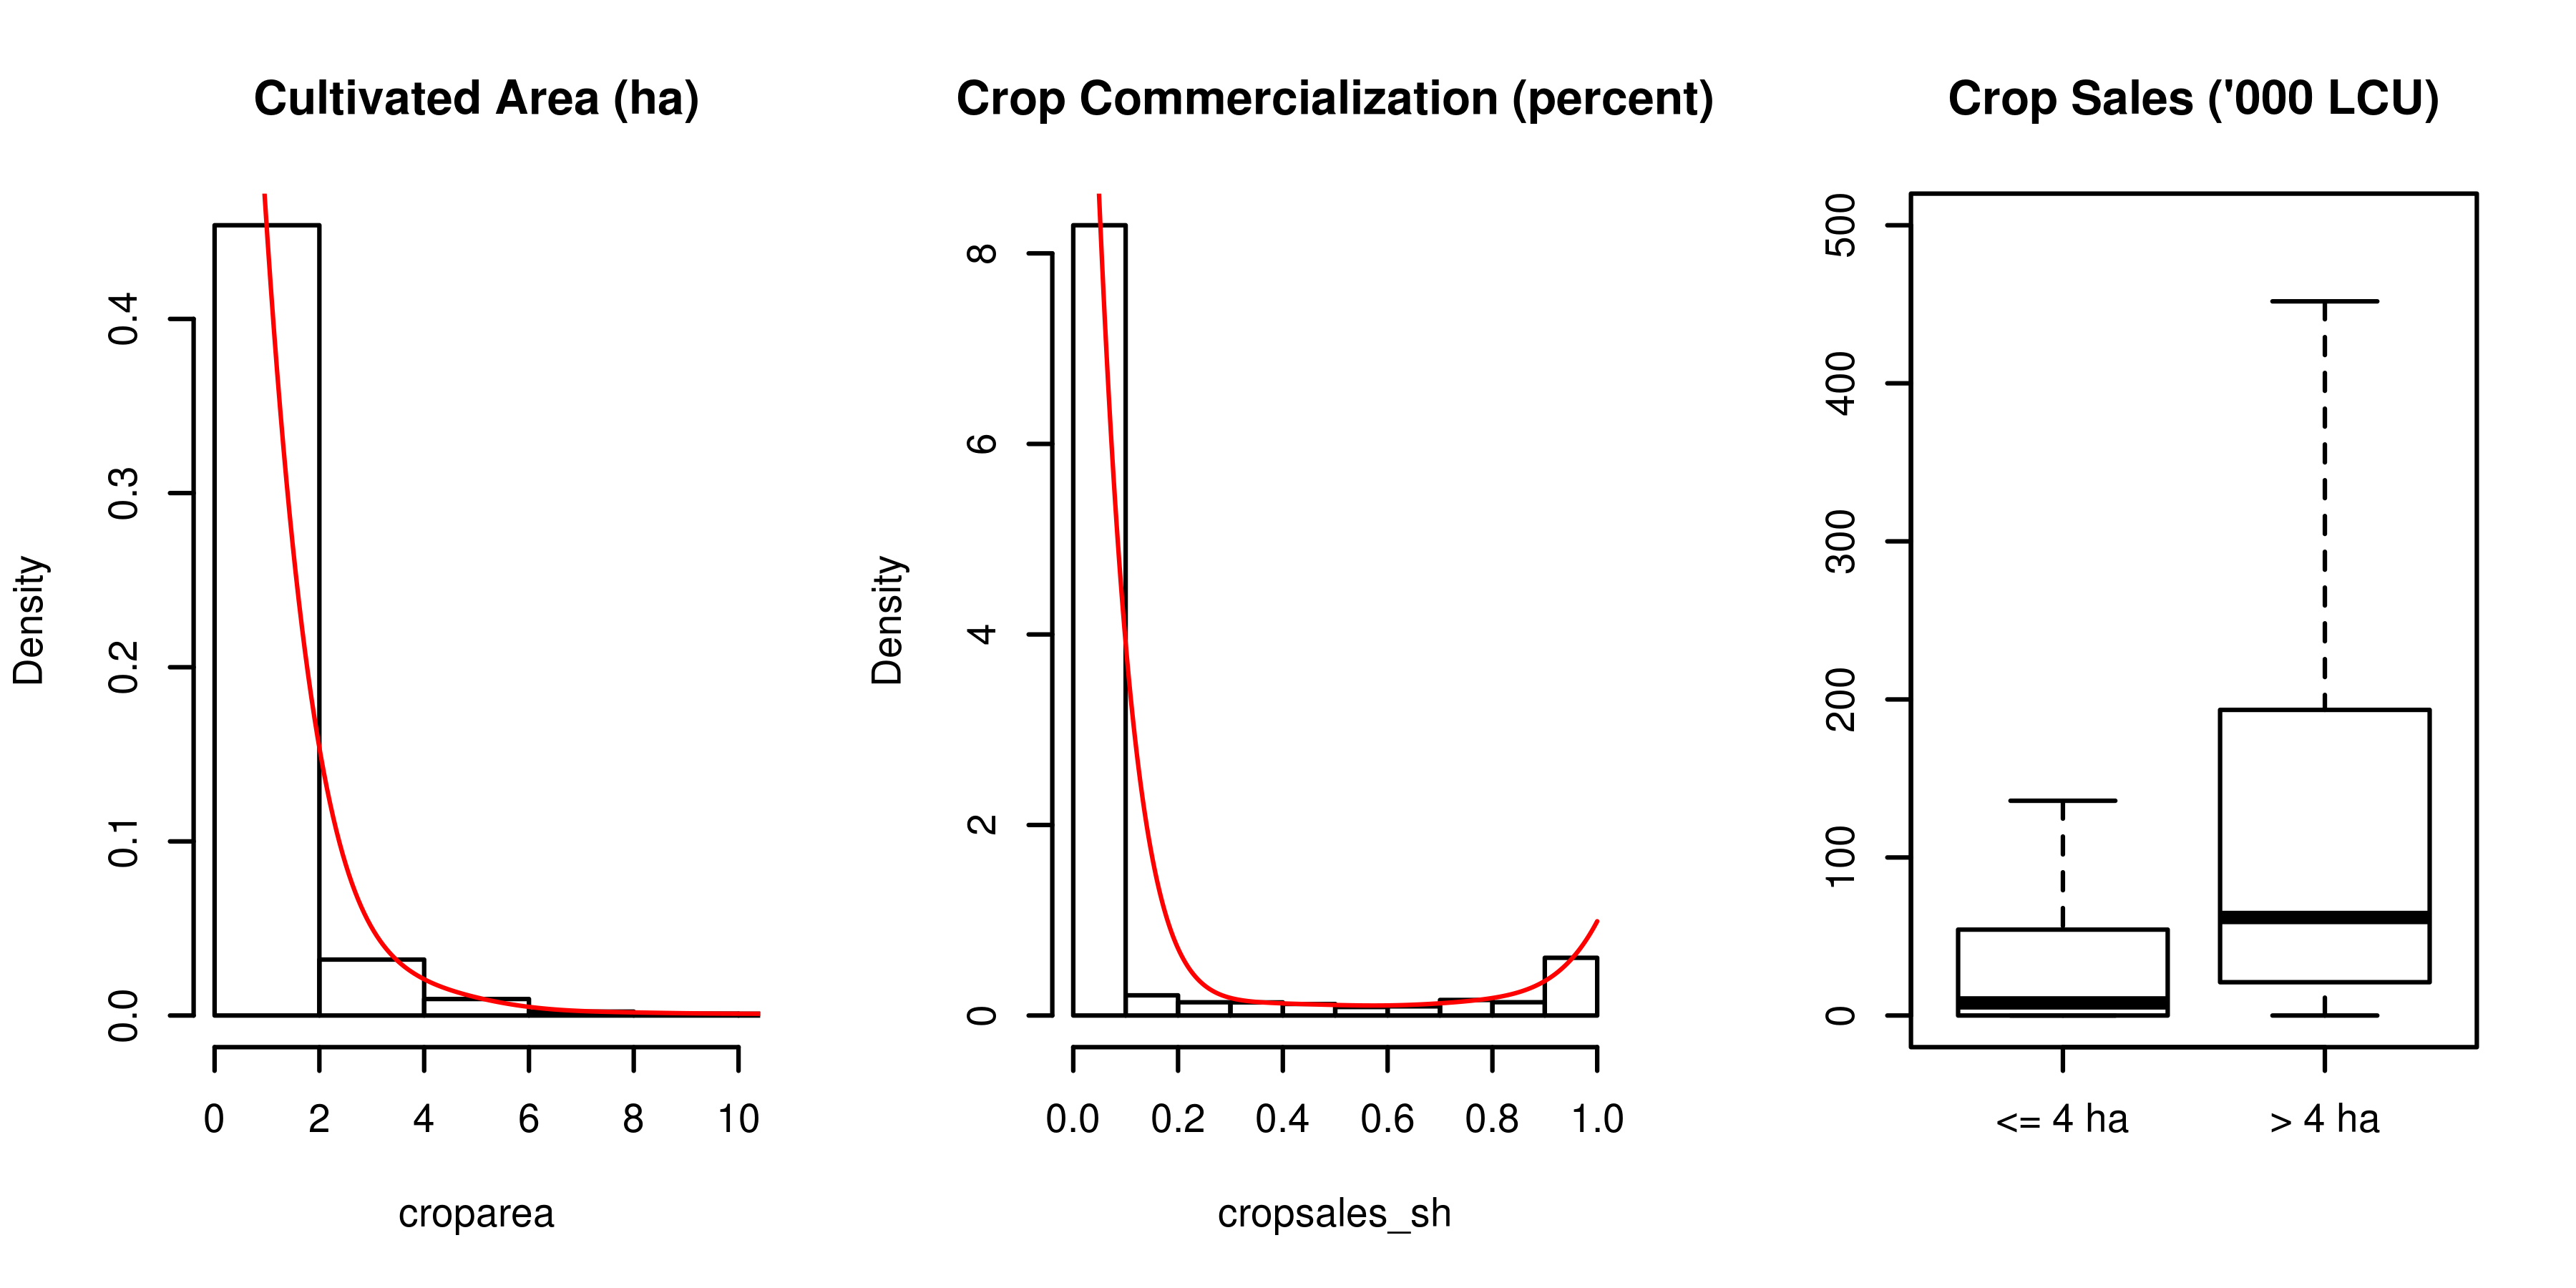 Cultivated Area (ha)
Density
0.0 0.1 0.2 0.3 0.4
0 2 4 6 8 10
croparea
Crop Commercialization (percent)
Density
0 2 4 6 8
0.0 0.2 0.4 0.6 0.8 1.0
cropsales_sh
Crop Sales ('000 LCU)
0 100 200 300 400 500
<= 4 ha > 4 ha